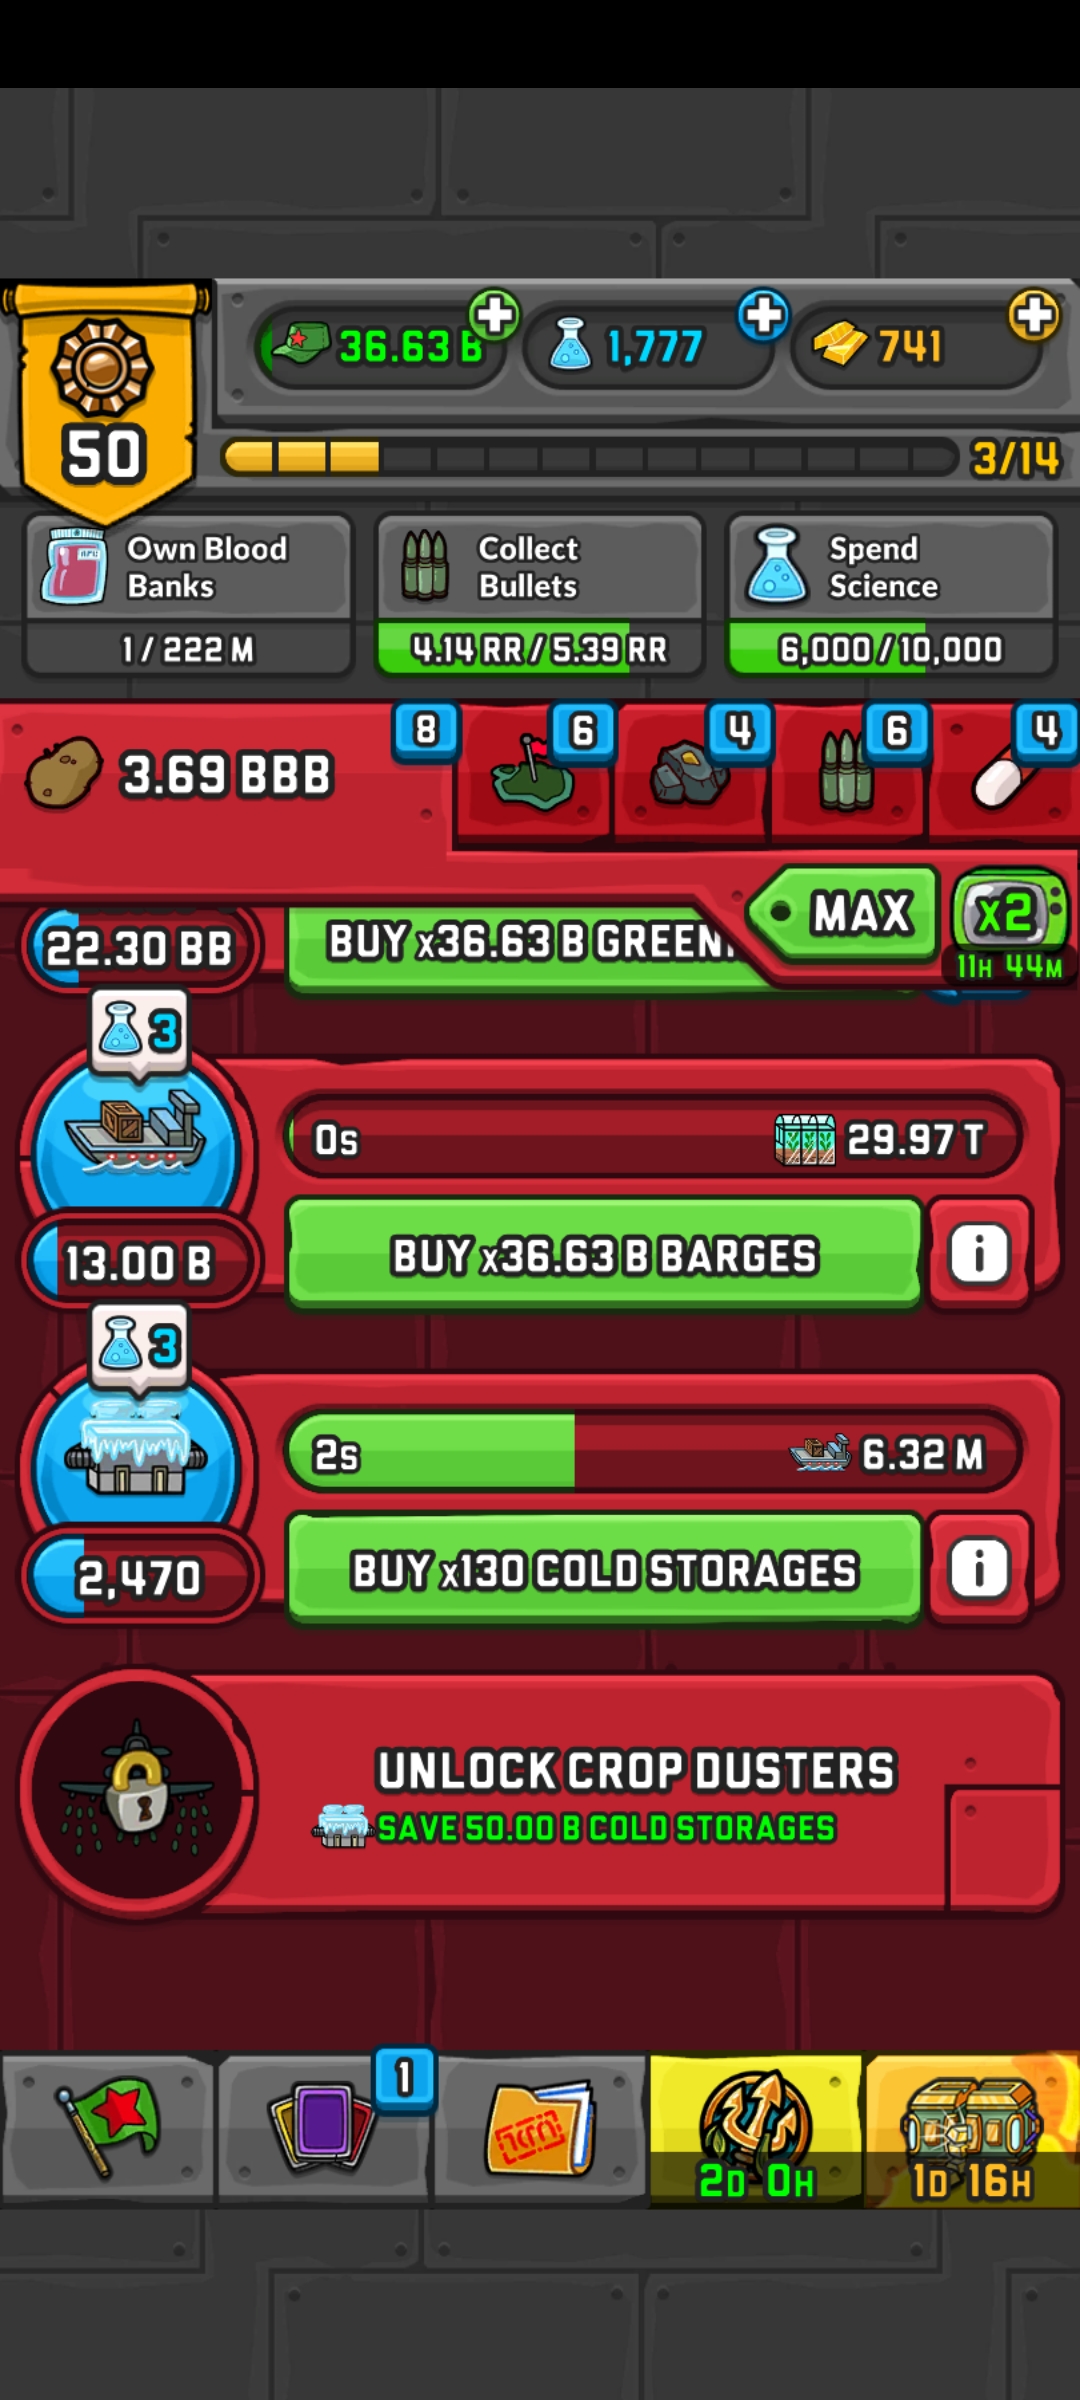 36.63 B
1,777
741
50
3/14
Own Blood
Banks
1 / 222 M
Collect
Bullets
4.14 RR / 5.39 RR
Spend
Science
6,000 / 10,000
3.69 BBB
8
6
4
6
4
MAX
x2
11H 44M
22.30 BB
BUY x36.63 B GREEN
3
0s
29.97 T
13.00 B
BUY x36.63 B BARGES
i
3
2s
6.32 M
2,470
BUY x130 COLD STORAGES
i
UNLOCK CROP DUSTERS
SAVE 50.00 B COLD STORAGES
1
2D 0H
1D 16H